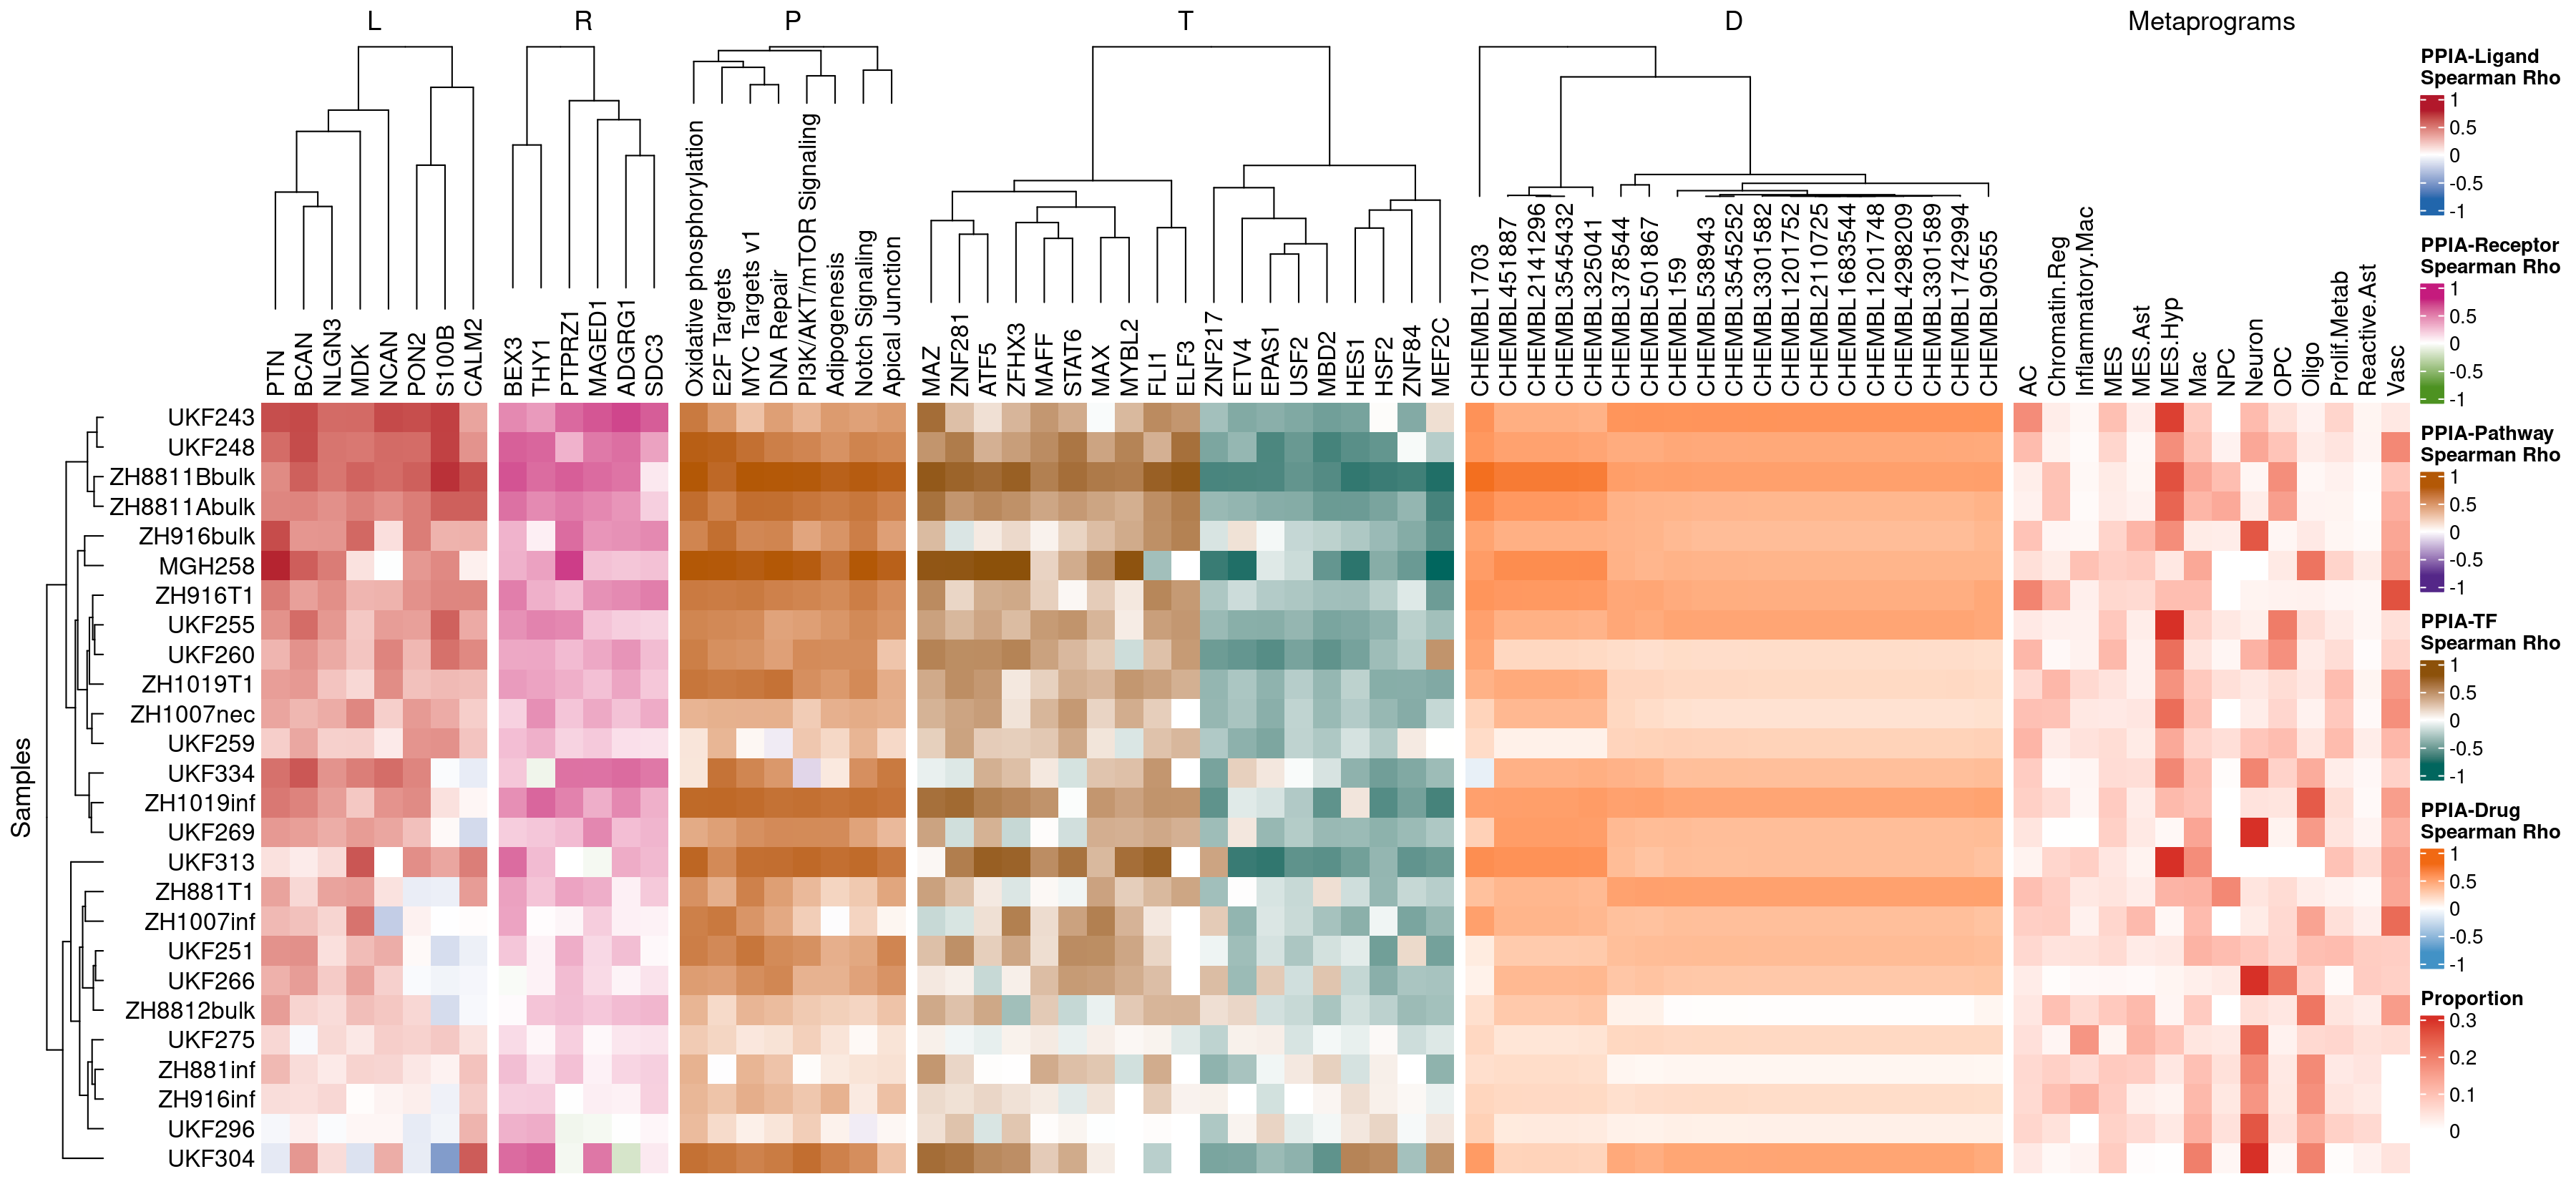 L R P T D Metaprograms
PTN
BCAN
NLGN3
MDK
NCAN
PON2
S100B
CALM2
BEX3
THY1
PTPRZ1
MAGED1
ADGRG1
SDC3
Oxidative phosphorylation
E2F Targets
MYC Targets v1
DNA Repair
PI3K/AKT/mTOR Signaling
Adipogenesis
Notch Signaling
Apical Junction
MAZ
ZNF281
ATF5
ZFHX3
MAFF
STAT6
MAX
MYBL2
FLI1
ELF3
ZNF217
ETV4
EPAS1
USF2
MBD2
HES1
HSF2
ZNF84
MEF2C
CHEMBL1703
CHEMBL451887
CHEMBL2141296
CHEMBL3545432
CHEMBL325041
CHEMBL378544
CHEMBL501867
CHEMBL159
CHEMBL538943
CHEMBL3545252
CHEMBL3301582
CHEMBL1201752
CHEMBL2110725
CHEMBL1683544
CHEMBL1201748
CHEMBL4298209
CHEMBL3301589
CHEMBL1742994
CHEMBL90555
AC
Chromatin.Reg
Inflammatory.Mac
MES
MES.Ast
MES.Hyp
Mac
NPC
Neuron
OPC
Oligo
Prolif.Metab
Reactive.Ast
Vasc
Samples
UKF243
UKF248
ZH8811Bbulk
ZH8811Abulk
ZH916bulk
MGH258
ZH916T1
UKF255
UKF260
ZH1019T1
ZH1007nec
UKF259
UKF334
ZH1019inf
UKF269
UKF313
ZH881T1
ZH1007inf
UKF251
UKF266
ZH8812bulk
UKF275
ZH881inf
ZH916inf
UKF296
UKF304
PPIA-Ligand
Spearman Rho
1
0.5
0
-0.5
-1
PPIA-Receptor
Spearman Rho
1
0.5
0
-0.5
-1
PPIA-Pathway
Spearman Rho
1
0.5
0
-0.5
-1
PPIA-TF
Spearman Rho
1
0.5
0
-0.5
-1
PPIA-Drug
Spearman Rho
1
0.5
0
-0.5
-1
Proportion
0.3
0.2
0.1
0